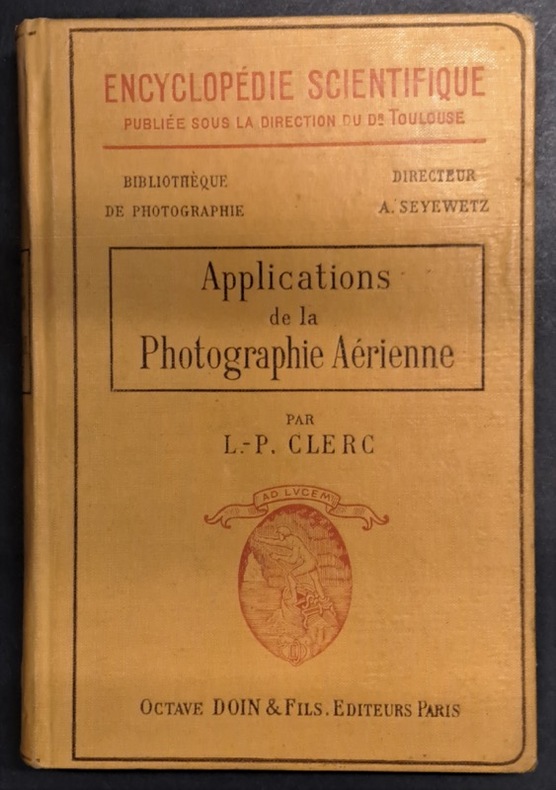 ENCYCLOPÉDIE SCIENTIFIQUE
PUBLIÉE SOUS LA DIRECTION DU DR TOULOUSE
BIBLIOTHÈQUE
DE PHOTOGRAPHIE
DIRECTEUR
A. SEYEWETZ
Applications
de la
Photographie Aérienne
PAR
L.-P. CLERC
AD LVCEM
OCTAVE DOIN & FILS. EDITEURS PARIS